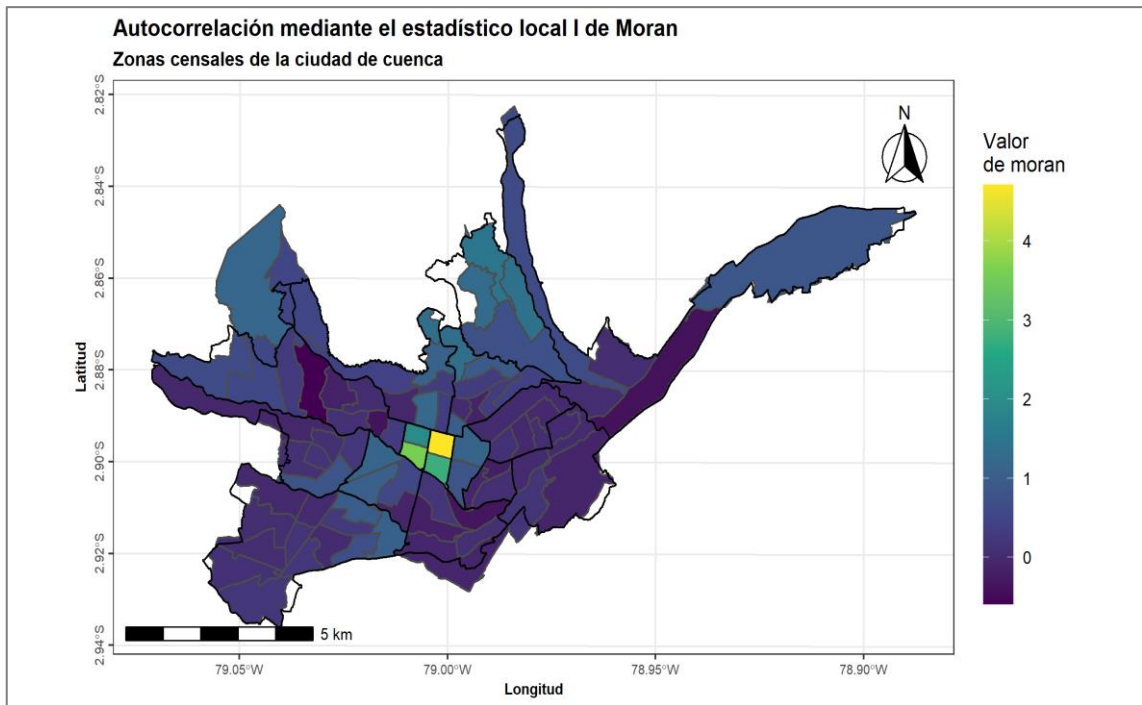 Autocorrelación mediante el estadístico local I de Moran
Zonas censales de la ciudad de cuenca
2.82°S
2.84°S
2.86°S
2.88°S
2.90°S
2.92°S
2.94°S
Latitud
N
Valor
de moran
4
3
2
1
0
5 km
79.05°W
79.00°W
78.95°W
78.90°W
Longitud